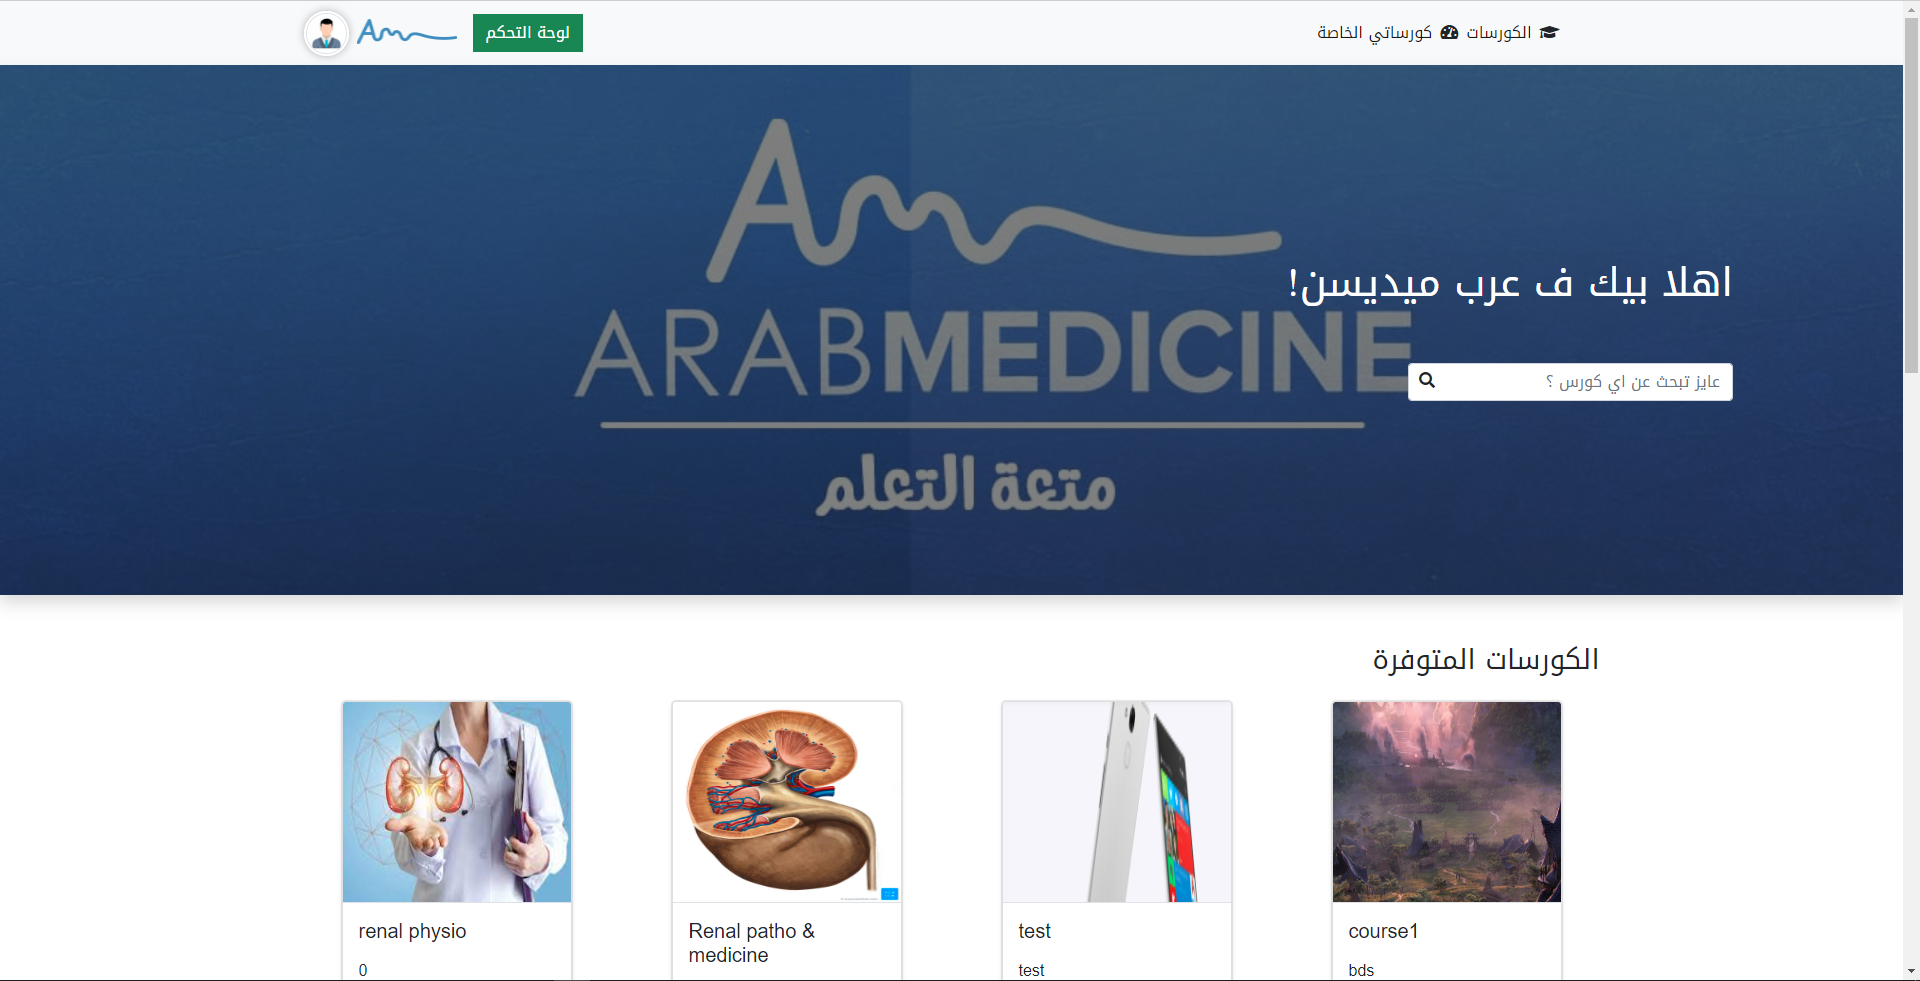 الكورسات كورساتي الخاصة
لوحة التحكم
Am
ARABMEDICINE
متعة التعلم
اهلا بيك ف عرب ميديسن!
عايز تبحث عن اي كورس ؟
الكورسات المتوفرة
course1
bds
test
test
Renal patho &
medicine
renal physio
0